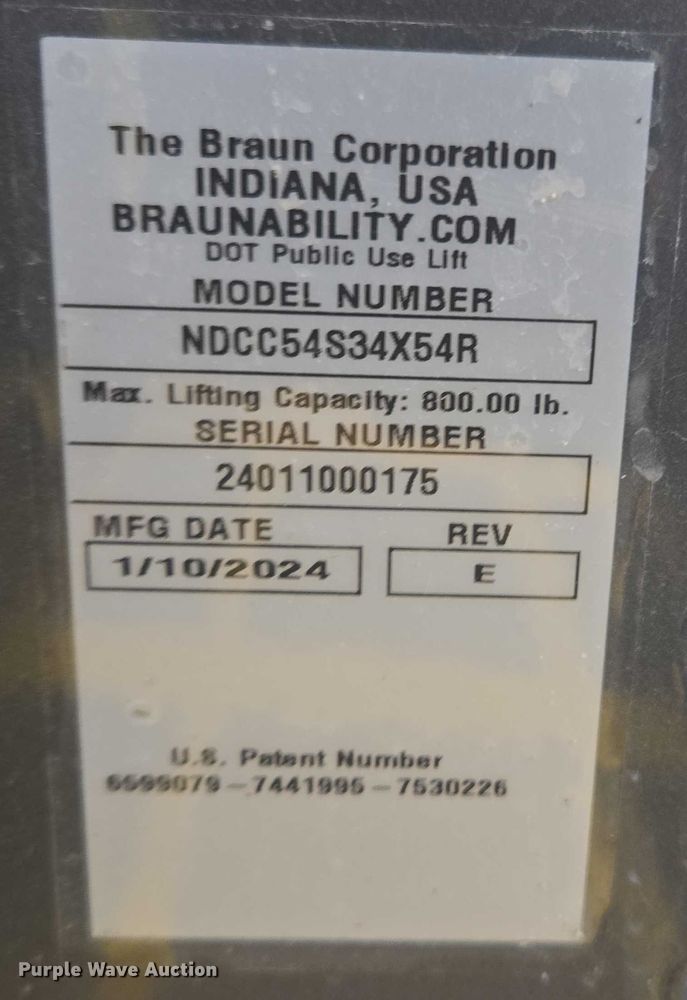 The Braun Corporation
INDIANA, USA
BRAUNABILITY.COM
DOT Public Use Lift
MODEL NUMBER
NDCC54S34X54R
Max. Lifting Capacity: 800.00 lb.
SERIAL NUMBER
24011000175
MFG DATE REV
1/10/2024 E
U.S. Patent Number
6599079-7441995-7530226
Purple Wave Auction